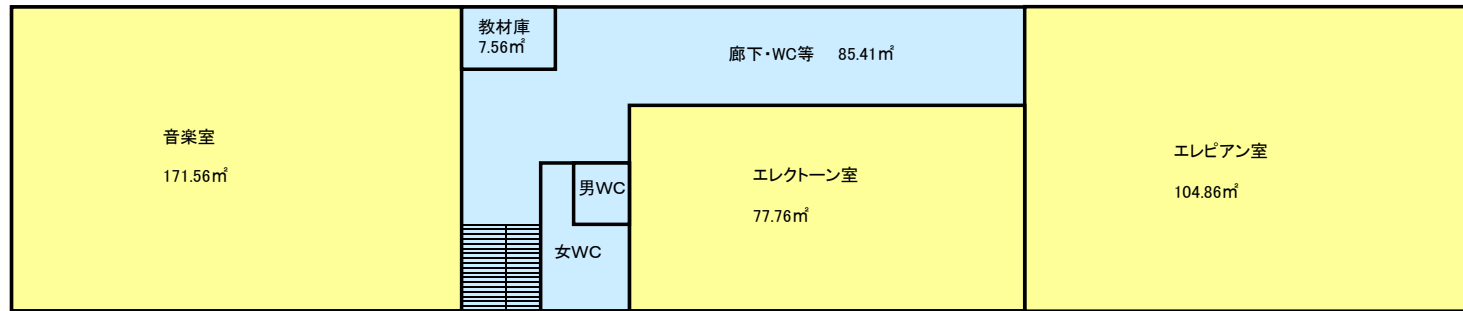 教材庫
7.56㎡
廊下・WC等 85.41㎡
音楽室
171.56㎡
男WC
女WC
エレクトーン室
77.76㎡
エレピアン室
104.86㎡